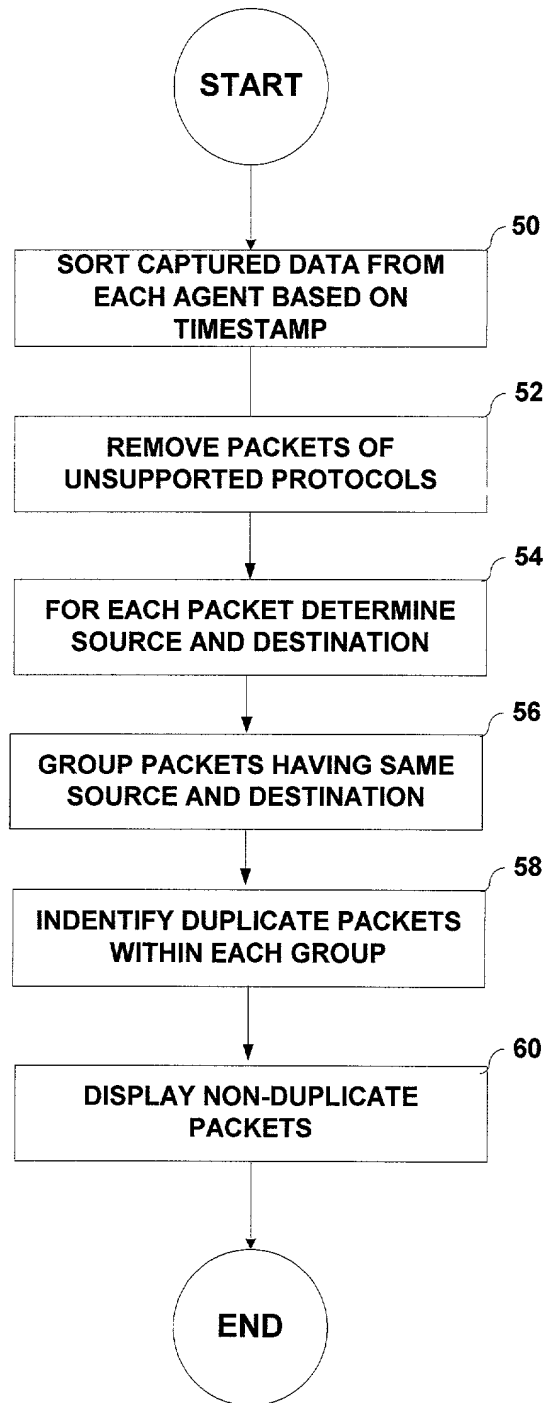 START
50
SORT CAPTURED DATA FROM
EACH AGENT BASED ON
TIMESTAMP
52
REMOVE PACKETS OF
UNSUPPORTED PROTOCOLS
54
FOR EACH PACKET DETERMINE
SOURCE AND DESTINATION
56
GROUP PACKETS HAVING SAME
SOURCE AND DESTINATION
58
INDENTIFY DUPLICATE PACKETS
WITHIN EACH GROUP
60
DISPLAY NON-DUPLICATE
PACKETS
END